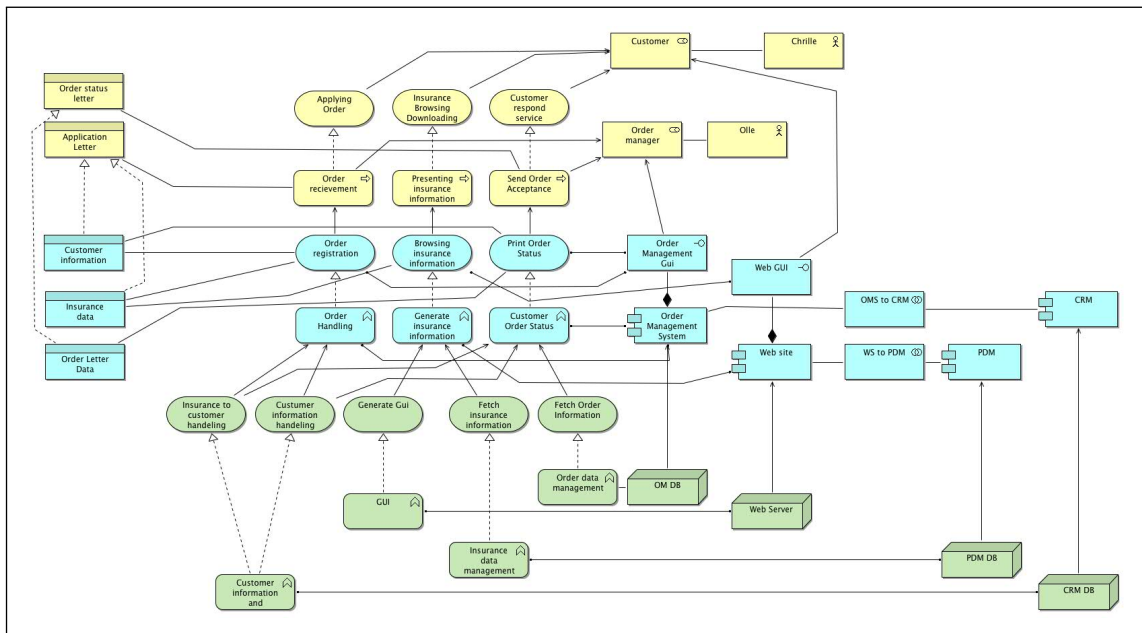 Customer
Chrille
Order status
letter
Applying
Order
Insurance
Browsing
Downloading
Customer
respond
service
Application
Letter
Order
manager
Olle
Order
recievement
Presenting
insurance
information
Send Order
Acceptance
Customer
information
Order
registration
Browsing
insurance
information
Print Order
Status
Order
Management
Gui
Web GUI
Insurance
data
Order
Handling
Generate
insurance
information
Customer
Order Status
Order
Management
System
OMS to CRM
CRM
Order Letter
Data
Web site
WS to PDM
PDM
Insurance to
customer
handeling
Custumer
information
handeling
Generate Gui
Fetch
insurance
information
Fetch Order
Information
Order data
management
OM DB
GUI
Web Server
Insurance
data
management
PDM DB
Customer
information
and
CRM DB